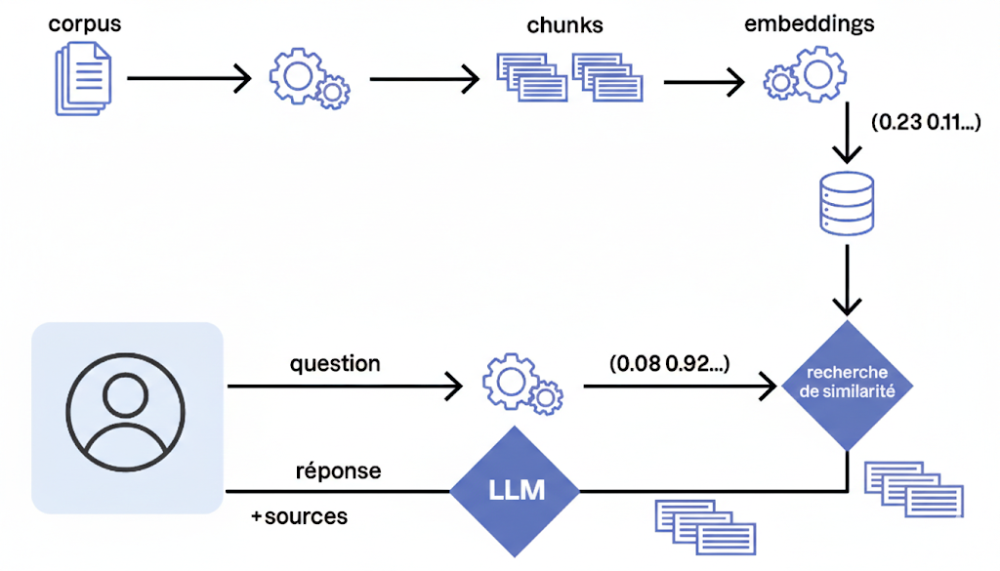 corpus
chunks
embeddings
(0.23 0.11...)
question
(0.08 0.92...)
recherche
de similarité
réponse
LLM
+sources